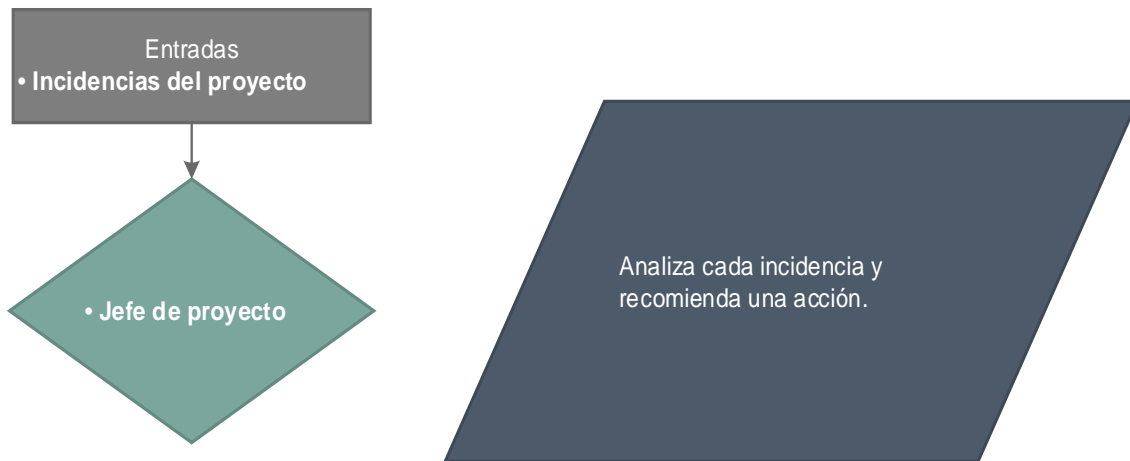 Entradas
• Incidencias del proyecto
• Jefe de proyecto
Analiza cada incidencia y
recomienda una acción.